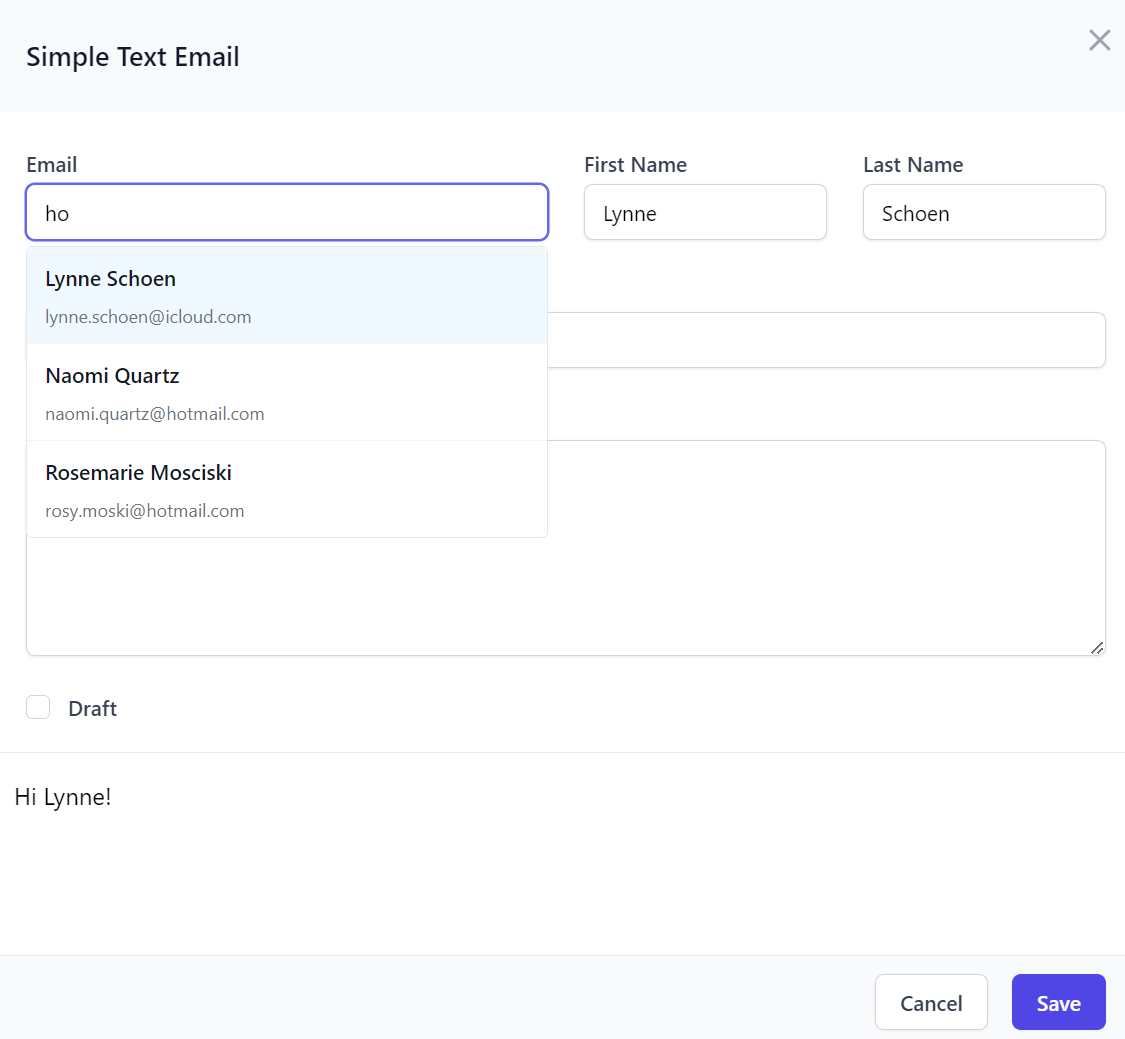 Simple Text Email
Email
First Name
Last Name
ho
Lynne
Schoen
Lynne Schoen
lynne.schoen@icloud.com
Naomi Quartz
naomi.quartz@hotmail.com
Rosemarie Mosciski
rosy.moski@hotmail.com
Draft
Hi Lynne!
Cancel
Save